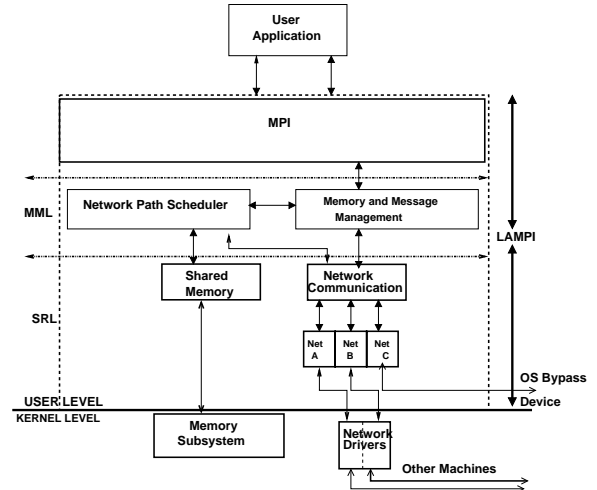 User
Application
MPI
MML
Network Path Scheduler
Memory and Message
Management
LAMPI
Shared
Memory
Network
Communication
SRL
Net
A
Net
B
Net
C
OS Bypass
Device
USER LEVEL
KERNEL LEVEL
Memory
Subsystem
Network
Drivers
Other Machines